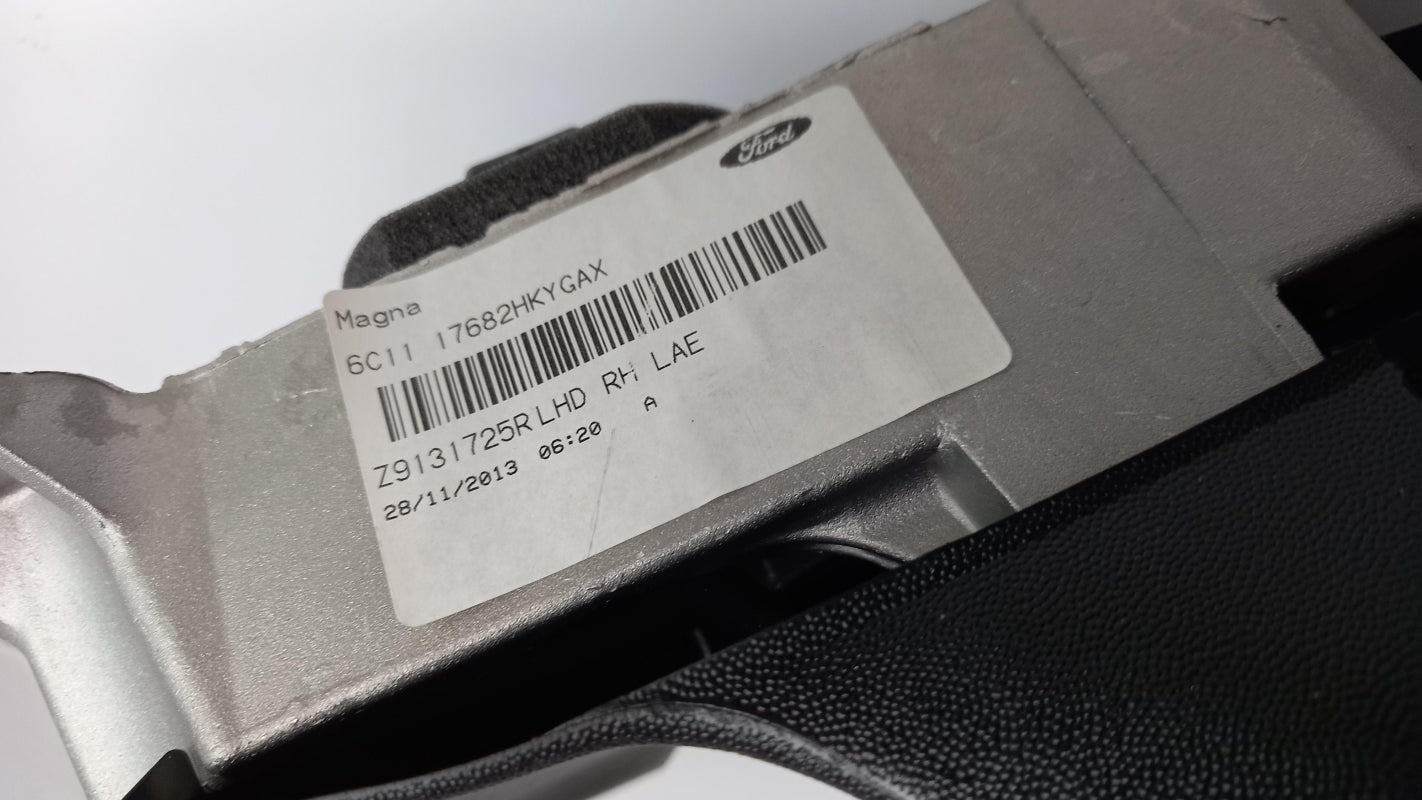 Ford
Magna
6C11 17682HKYGAX
Z9131725R LHD RH LAE
28/11/2013 06:20 A